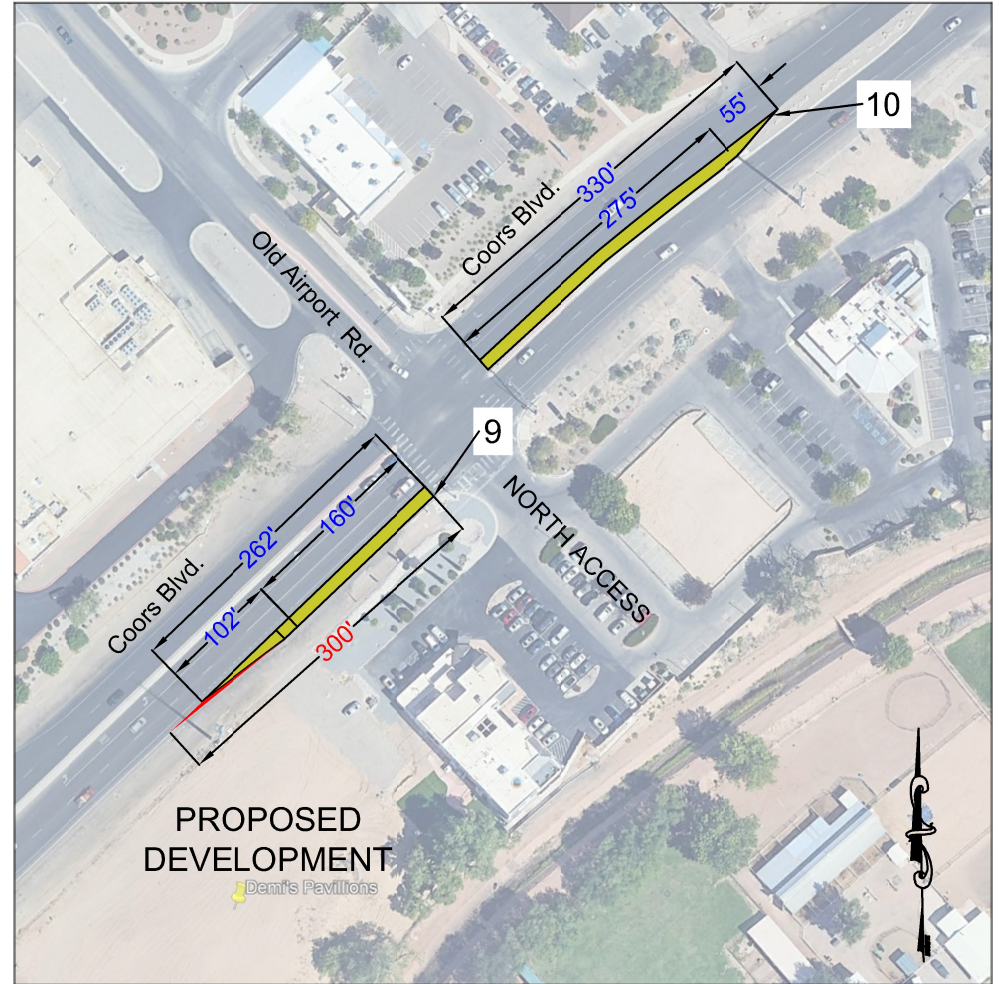 10
55'
330'
275'
Coors Blvd.
Old Airport Rd.
9
NORTH ACCESS
160'
262'
102'
300'
Coors Blvd.
PROPOSED
DEVELOPMENT
Demi's Pavillions